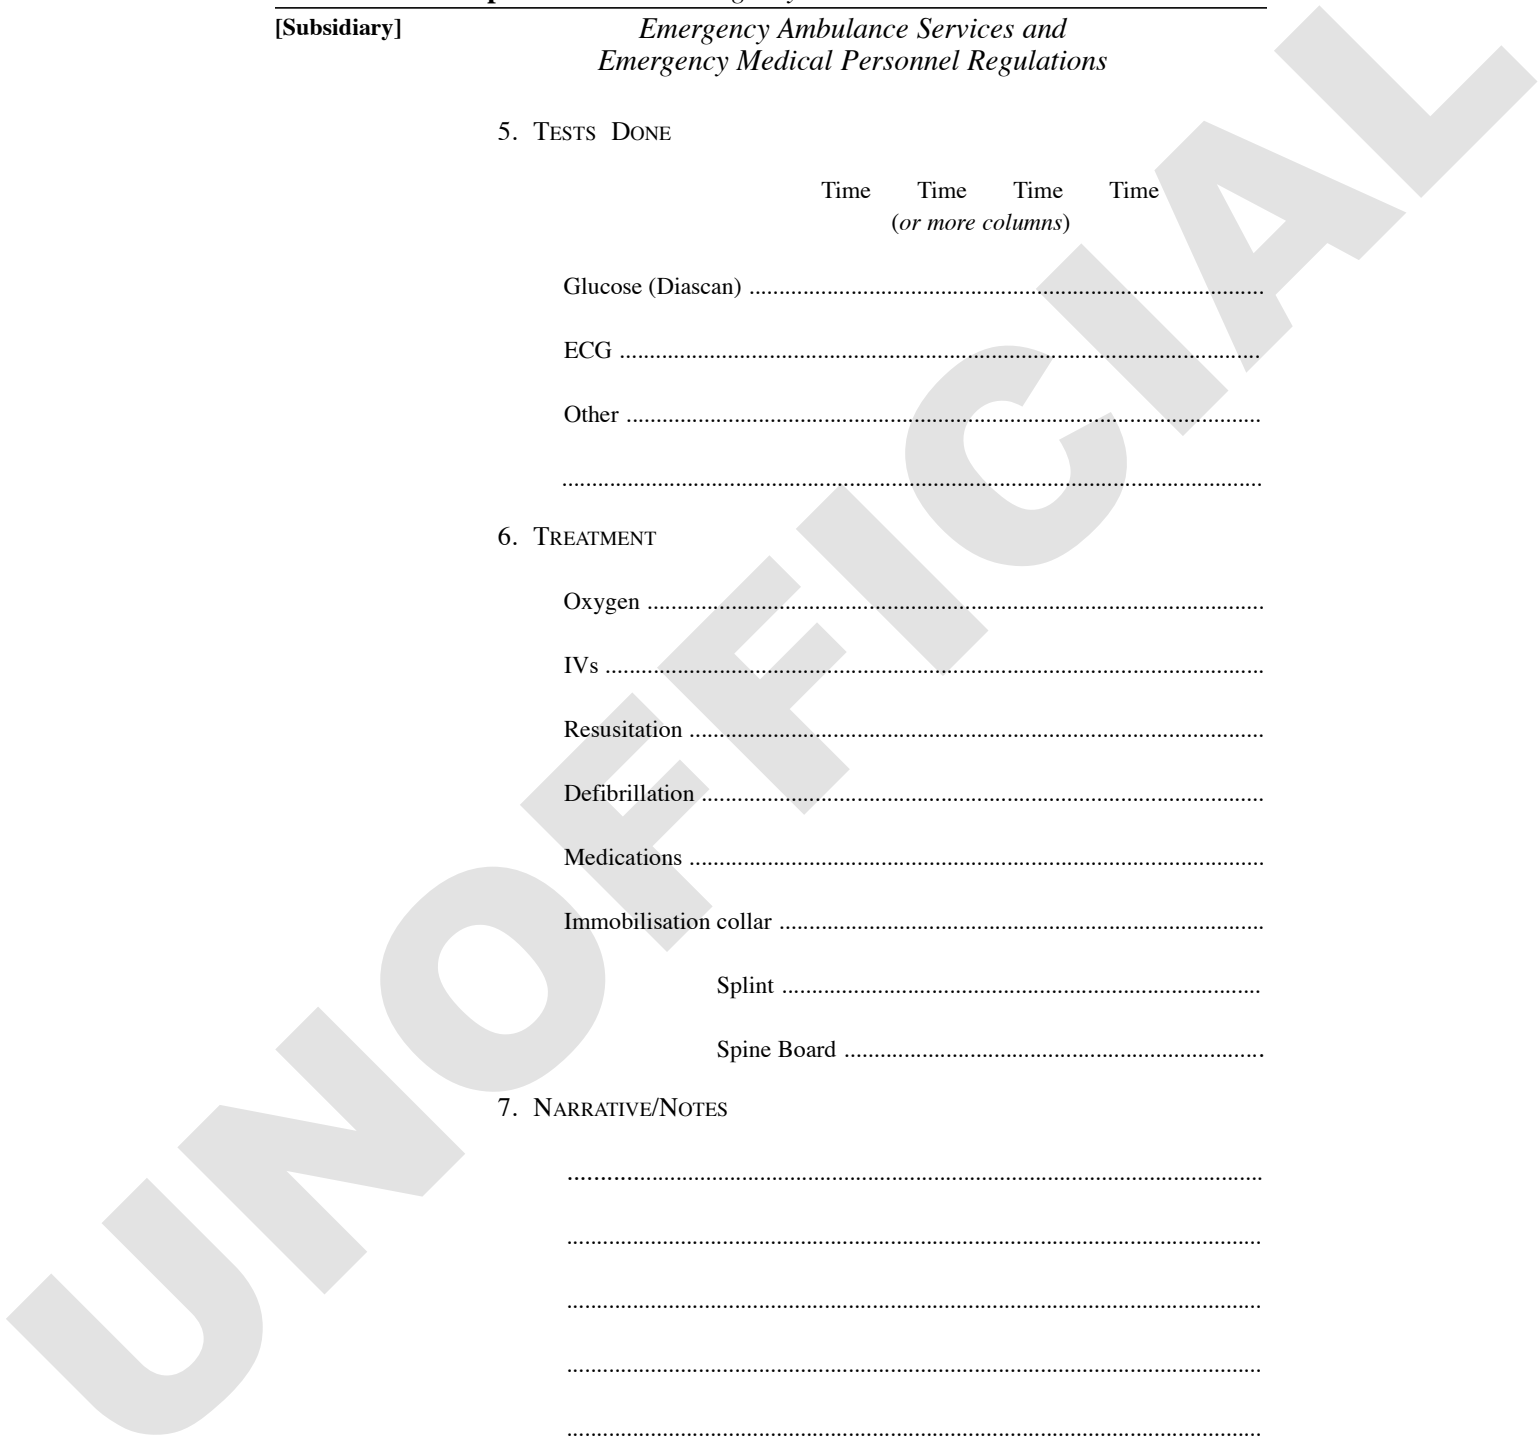 [Subsidiary] Emergency Ambulance Services and
Emergency Medical Personnel Regulations
5. TESTS DONE
Time Time Time Time
(or more columns)
Glucose (Diascan) ......................................................................................
ECG ...........................................................................................................
Other ..........................................................................................................
.....................................................................................................................
6. TREATMENT
Oxygen .......................................................................................................
IVs ..............................................................................................................
Resusitation ................................................................................................
Defibrillation ..............................................................................................
Medications ................................................................................................
Immobilisation collar .................................................................................
Splint ................................................................................
Spine Board ......................................................................
7. NARRATIVE/NOTES
....................................................................................................................
....................................................................................................................
....................................................................................................................
....................................................................................................................
....................................................................................................................
UNOFFICIAL